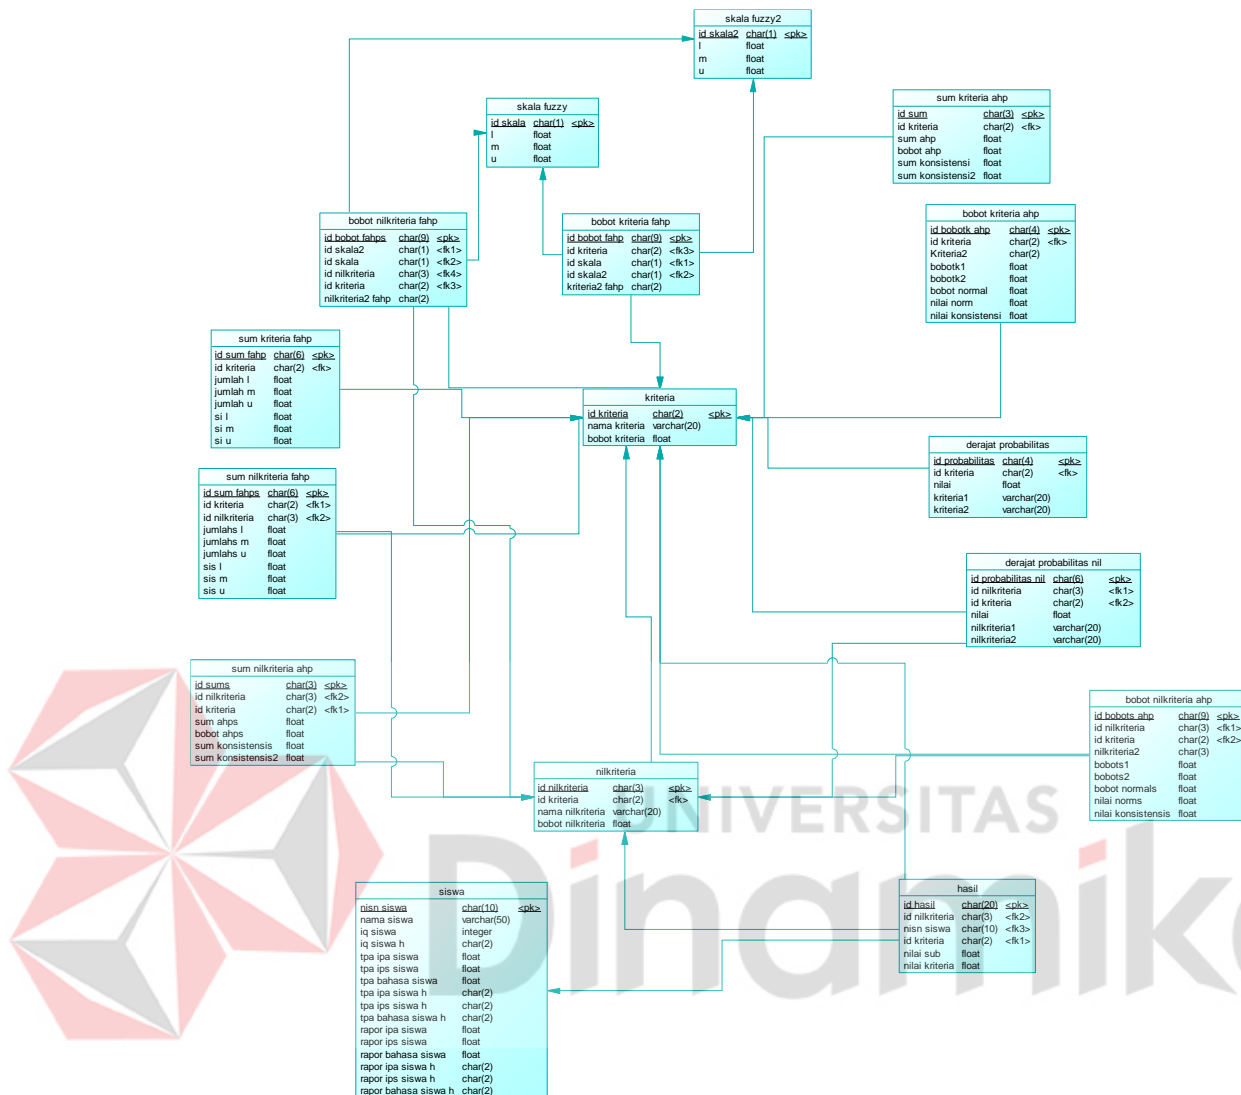 skala fuzzy2
id skala2 char(1) <pk>
l float
m float
u float
skala fuzzy
id skala char(1) <pk>
l float
m float
u float
sum kriteria ahp
id sum char(3) <pk>
id kriteria char(2) <fk>
sum ahp float
bobot ahp float
sum konsistensi float
sum konsistensi2 float
bobot nilkriteria fahp
id bobot fahps char(9) <pk>
id skala2 char(1) <fk1>
id skala char(1) <fk2>
id nilkriteria char(3) <fk4>
id kriteria char(2) <fk3>
nilkriteria2 fahp char(2)
bobot kriteria fahp
id bobot fahp char(9) <pk>
id kriteria char(2) <fk3>
id skala char(1) <fk1>
id skala2 char(1) <fk2>
kriteria2 fahp char(2)
bobot kriteria ahp
id bobotk ahp char(4) <pk>
id kriteria char(2) <fk>
Kriteria2 char(2)
bobotk1 float
bobotk2 float
bobot normal float
nilai norm float
nilai konsistensi float
sum kriteria fahp
id sum fahp char(6) <pk>
id kriteria char(2) <fk>
jumlah l float
jumlah m float
jumlah u float
si l float
si m float
si u float
kriteria
id kriteria char(2) <pk>
nama kriteria varchar(20)
bobot kriteria float
derajat probabilitas
id probabilitas char(4) <pk>
id kriteria char(2) <fk>
nilai float
kriteria1 varchar(20)
kriteria2 varchar(20)
sum nilkriteria fahp
id sum fahps char(6) <pk>
id kriteria char(2) <fk1>
id nilkriteria char(3) <fk2>
jumlahs l float
jumlahs m float
jumlahs u float
sis l float
sis m float
sis u float
derajat probabilitas nil
id probabilitas nil char(6) <pk>
id nilkriteria char(3) <fk1>
id kriteria char(2) <fk2>
nilai float
nilkriteria1 varchar(20)
nilkriteria2 varchar(20)
sum nilkriteria ahp
id sums char(3) <pk>
id nilkriteria char(3) <fk2>
id kriteria char(2) <fk1>
sum ahps float
bobot ahps float
sum konsistensis float
sum konsistensis2 float
bobot nilkriteria ahp
id bobots ahp char(9) <pk>
id nilkriteria char(3) <fk1>
id kriteria char(2) <fk2>
nilkriteria2 char(3)
bobots1 float
bobots2 float
bobot normals float
nilai norms float
nilai konsistensis float
nilkriteria
id nilkriteria char(3) <pk>
id kriteria char(2) <fk>
nama nilkriteria varchar(20)
bobot nilkriteria float
UNIVERSITAS
Dinamika
siswa
nisn siswa char(10) <pk>
nama siswa varchar(50)
iq siswa integer
iq siswa h char(2)
tpa ipa siswa float
tpa ips siswa float
tpa bahasa siswa float
tpa ipa siswa h char(2)
tpa ips siswa h char(2)
tpa bahasa siswa h char(2)
rapor ipa siswa float
rapor ips siswa float
rapor bahasa siswa float
rapor ipa siswa h char(2)
rapor ips siswa h char(2)
rapor bahasa siswa h char(2)
hasil
id hasil char(20) <pk>
id nilkriteria char(3) <fk2>
nisn siswa char(10) <fk3>
id kriteria char(2) <fk1>
nilai sub float
nilai kriteria float